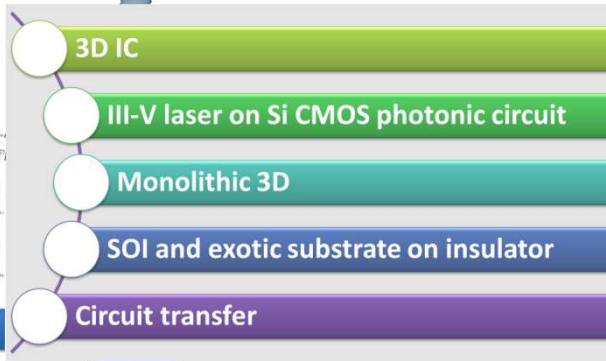 3D IC
III-V laser on Si CMOS photonic circuit
Monolithic 3D
SOI and exotic substrate on insulator
Circuit transfer